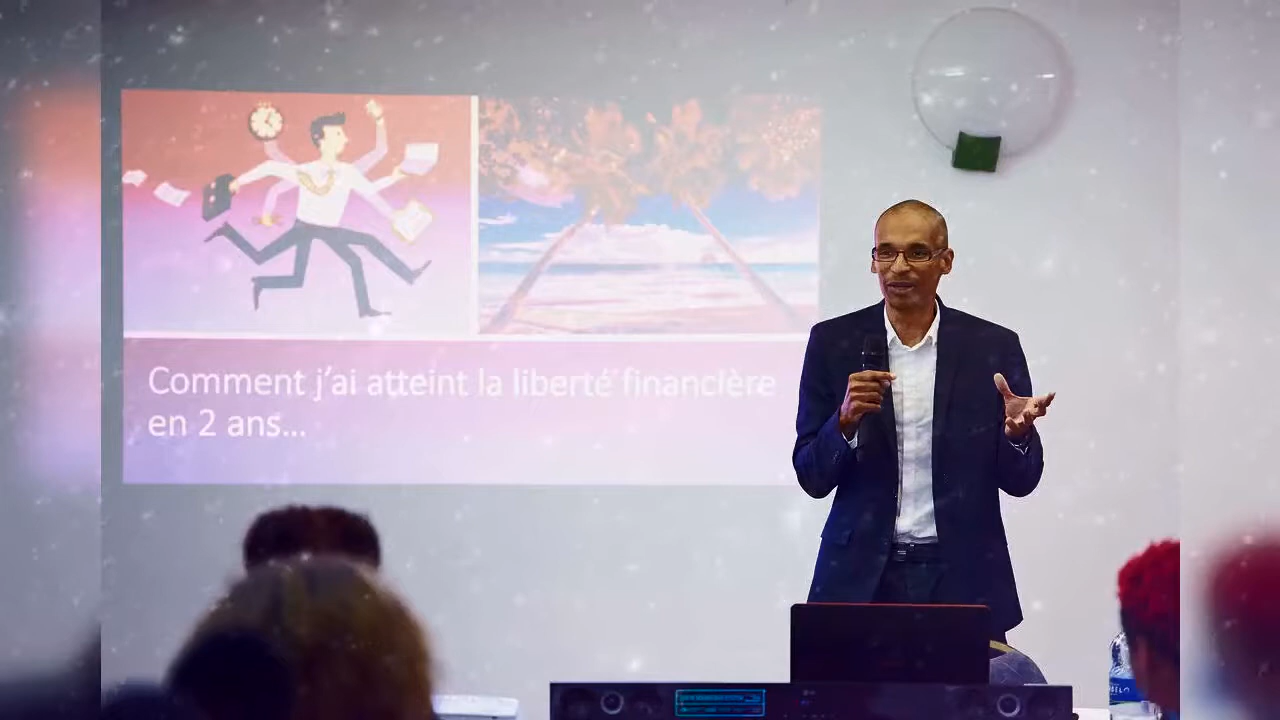 Comment j'ai atteint la liberté financière
en 2 ans...